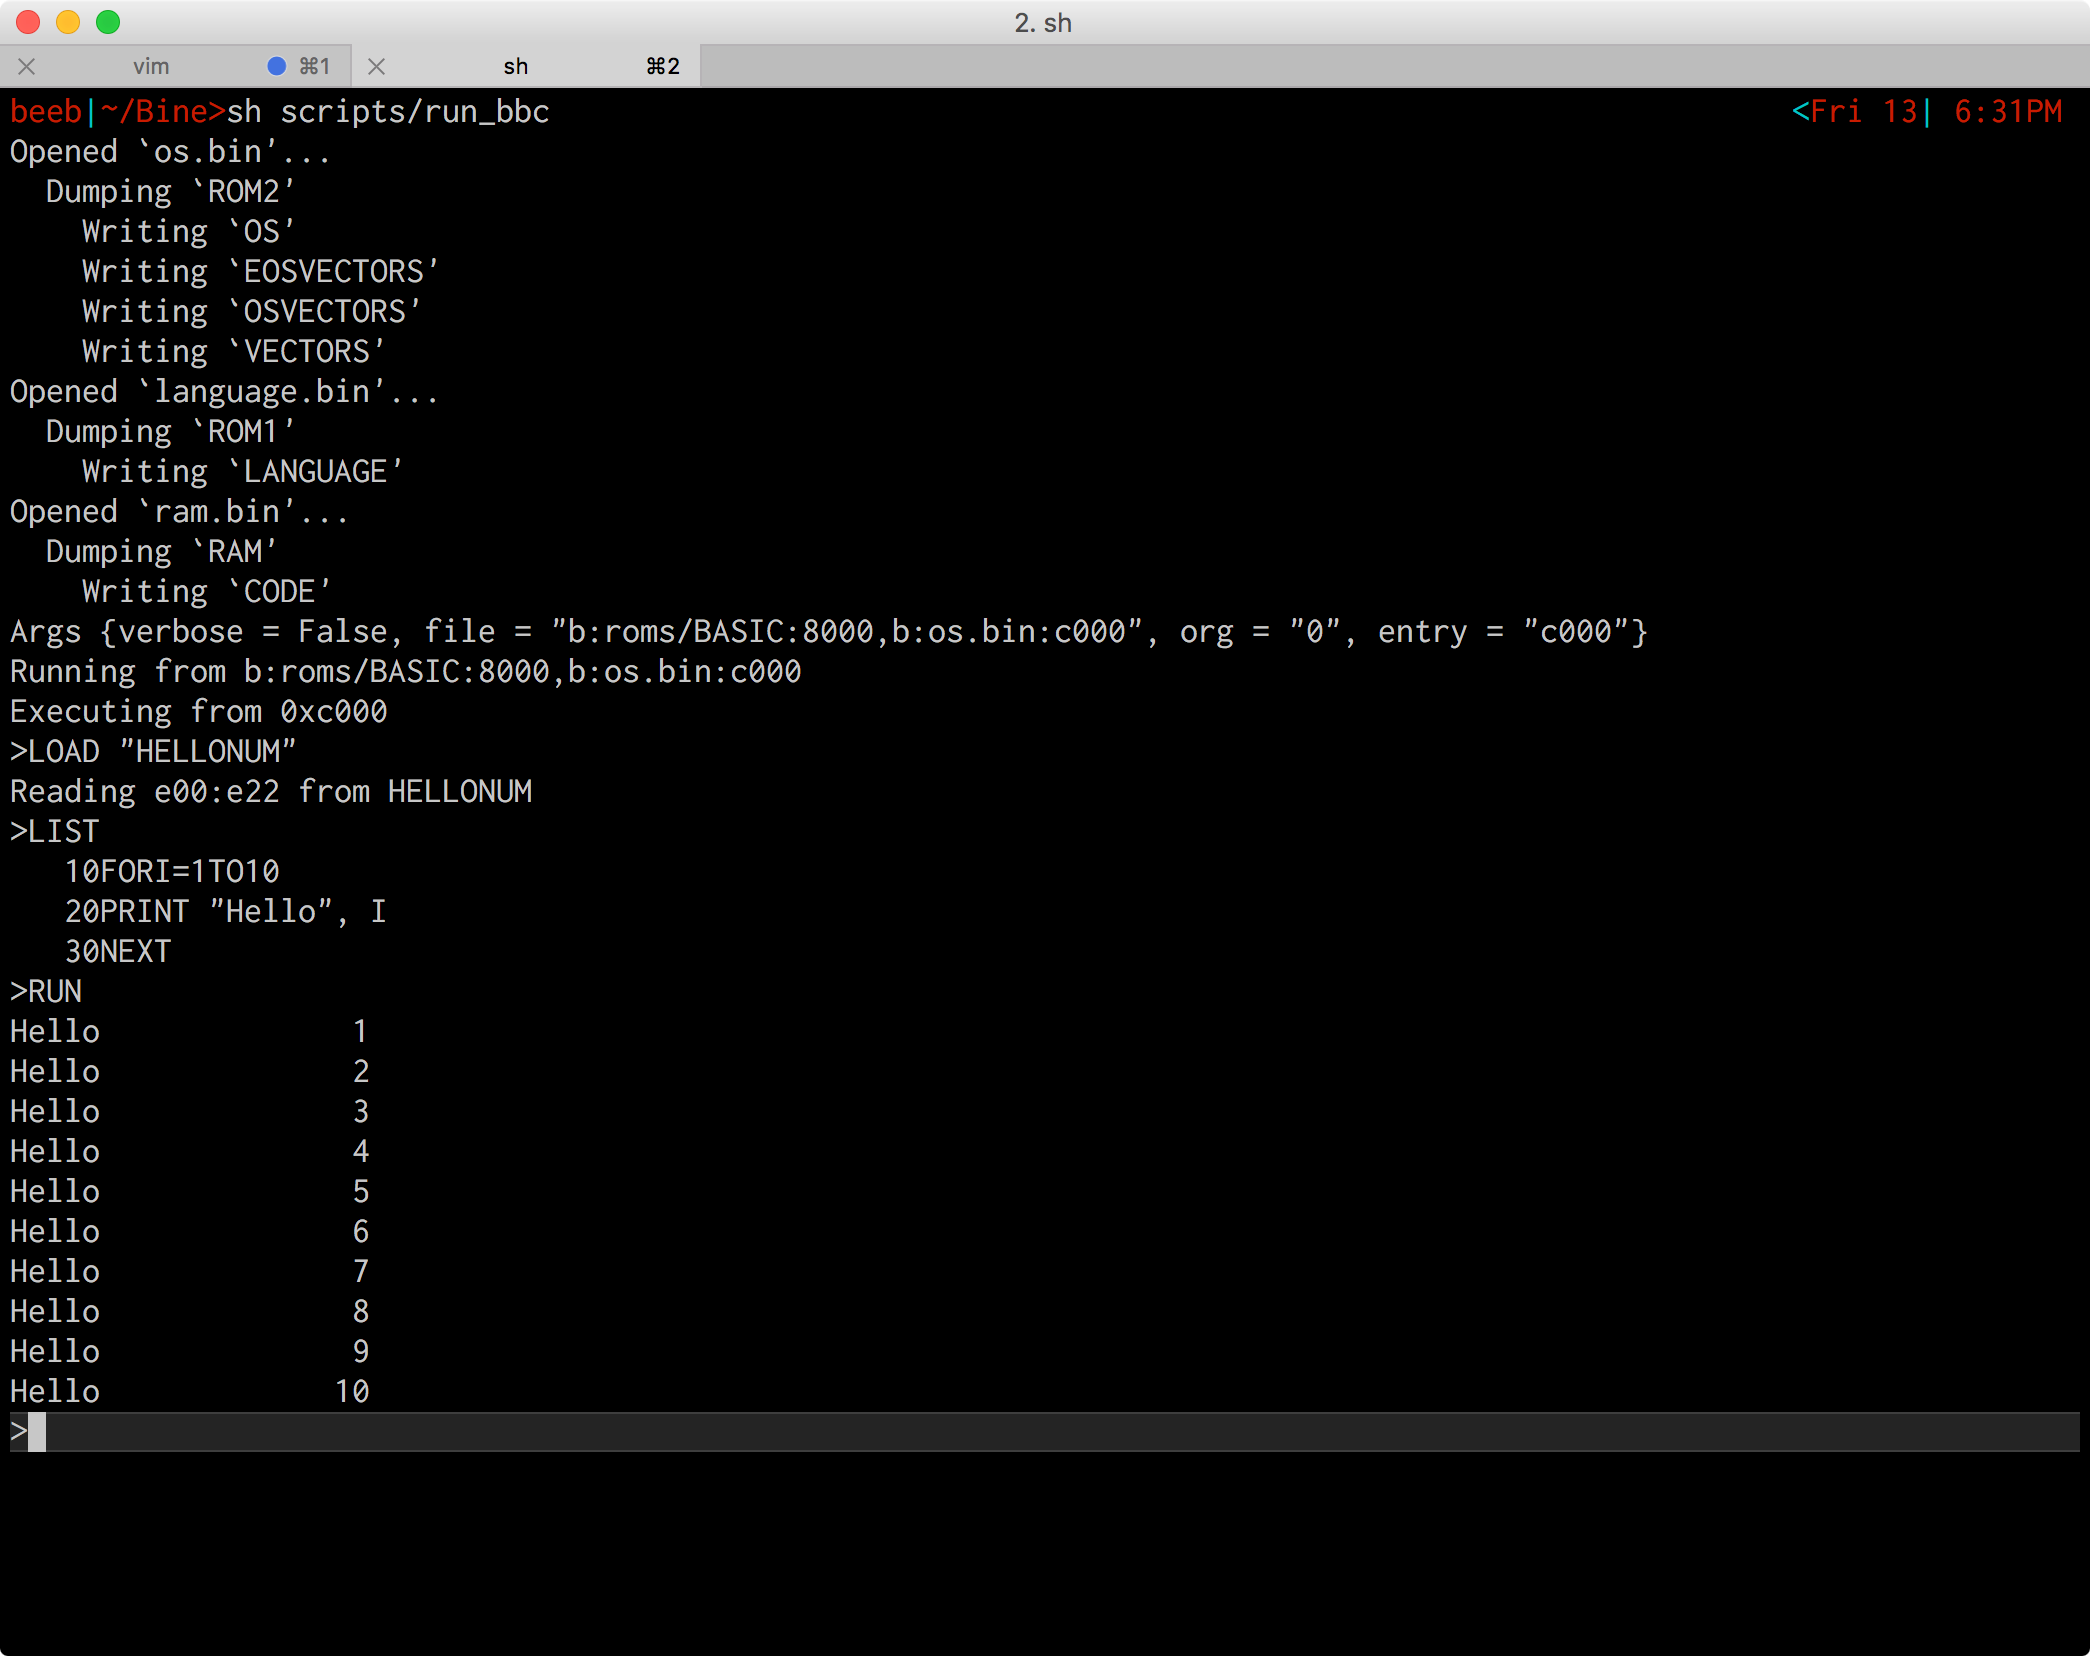 2. sh
vim ⌘1 sh ⌘2
beeb|~/Bine>sh scripts/run_bbc <Fri 13| 6:31PM
Opened `os.bin'...
  Dumping `ROM2'
    Writing `OS'
    Writing `EOSVECTORS'
    Writing `OSVECTORS'
    Writing `VECTORS'
Opened `language.bin'...
  Dumping `ROM1'
    Writing `LANGUAGE'
Opened `ram.bin'...
  Dumping `RAM'
    Writing `CODE'
Args {verbose = False, file = "b:roms/BASIC:8000,b:os.bin:c000", org = "0", entry = "c000"}
Running from b:roms/BASIC:8000,b:os.bin:c000
Executing from 0xc000
>LOAD "HELLONUM"
Reading e00:e22 from HELLONUM
>LIST
   10FORI=1TO10
   20PRINT "Hello", I
   30NEXT
>RUN
Hello              1
Hello              2
Hello              3
Hello              4
Hello              5
Hello              6
Hello              7
Hello              8
Hello              9
Hello             10
>